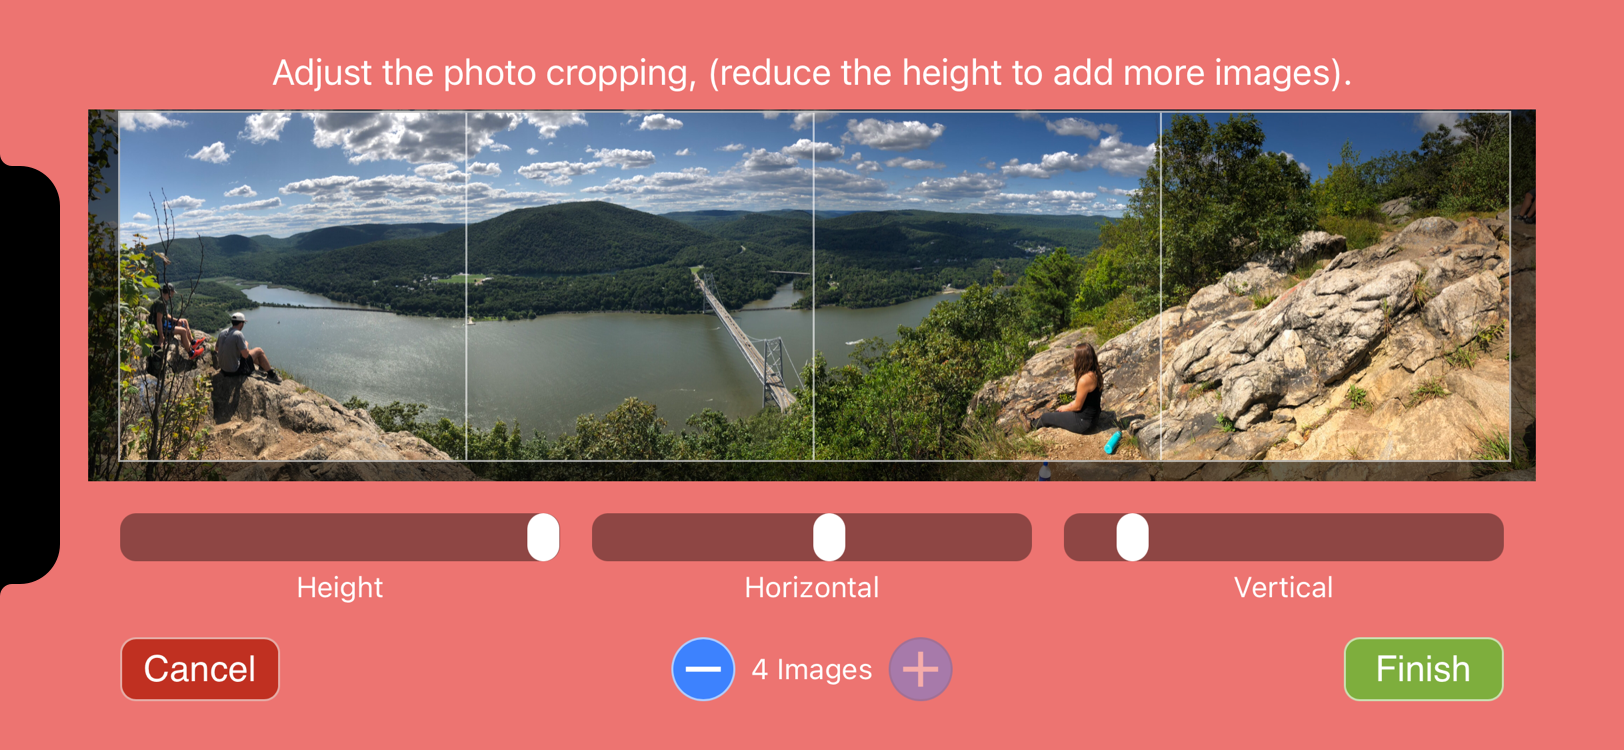 Adjust the photo cropping, (reduce the height to add more images).
Height
Horizontal
Vertical
Cancel
4 Images
Finish